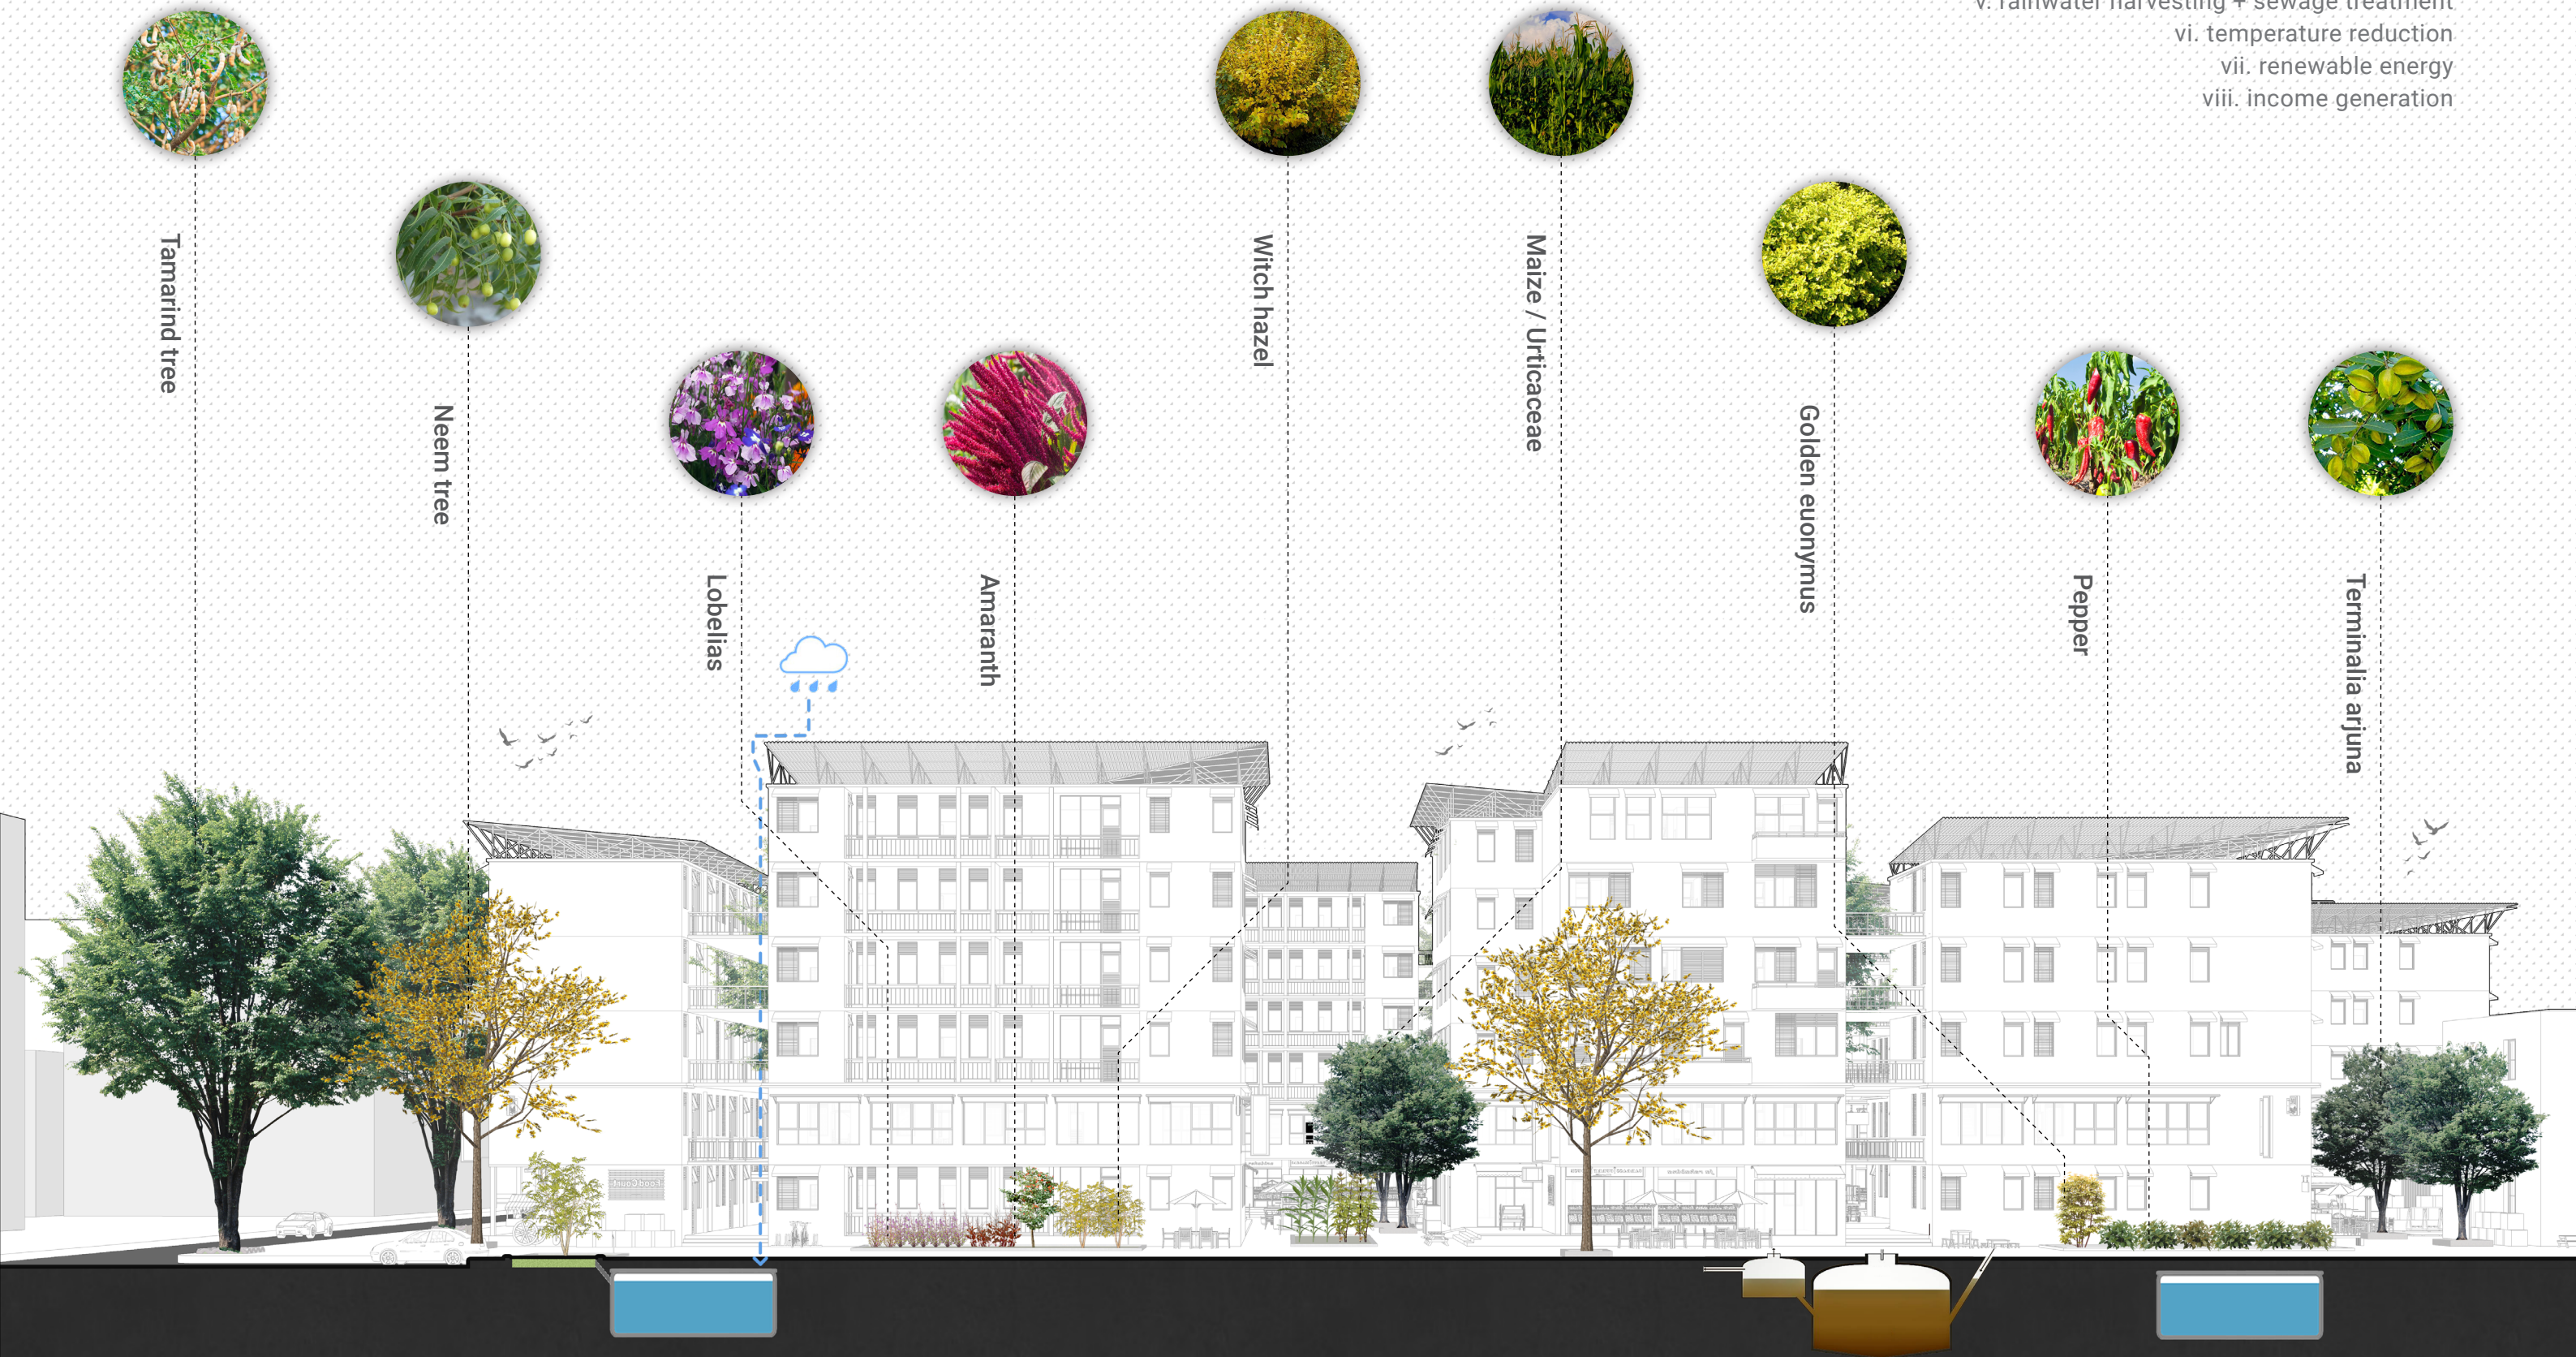 v. rainwater harvesting + sewage treatment
vi. temperature reduction
vii. renewable energy
viii. income generation
Tamarind tree
Neem tree
Lobelias
Amaranth
Witch hazel
Maize / Urticaceae
Golden euonymus
Pepper
Terminalia arjuna